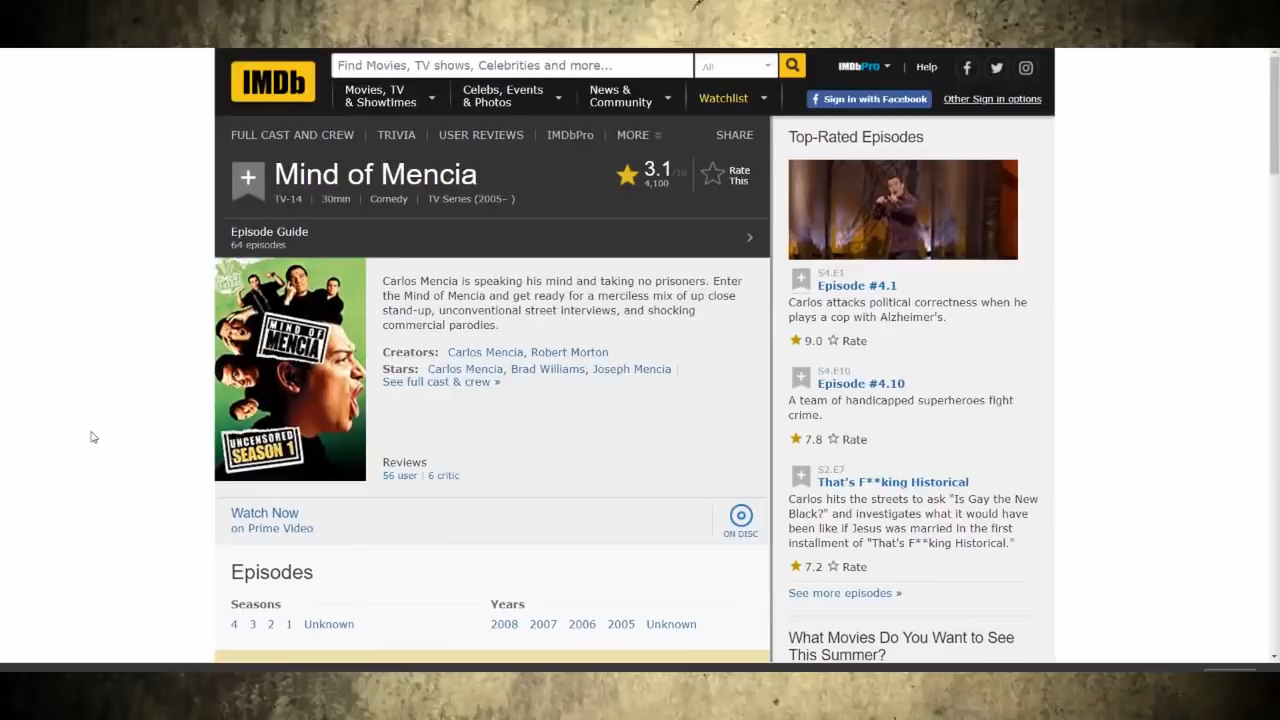 IMDb
Find Movies, TV shows, Celebrities and more...
All
IMDbPro
Help
Movies, TV
& Showtimes
Celebs, Events
& Photos
News &
Community
Watchlist
f Sign in with Facebook
Other Sign in options
FULL CAST AND CREW
TRIVIA
USER REVIEWS
IMDbPro
MORE
SHARE
Mind of Mencia
3.1/10
4,100
Rate
This
TV-14 | 30min | Comedy | TV Series (2005– )
Episode Guide
64 episodes
MIND OF
MENCIA
UNCENSORED
SEASON 1
Carlos Mencia is speaking his mind and taking no prisoners. Enter
the Mind of Mencia and get ready for a merciless mix of up close
stand-up, unconventional street interviews, and shocking
commercial parodies.
Creators: Carlos Mencia, Robert Morton
Stars: Carlos Mencia, Brad Williams, Joseph Mencia |
See full cast & crew »
Reviews
56 user | 6 critic
Watch Now
on Prime Video
ON DISC
Episodes
Seasons
4 3 2 1 Unknown
Years
2008 2007 2006 2005 Unknown
Top-Rated Episodes
S4.E1
Episode #4.1
Carlos attacks political correctness when he
plays a cop with Alzheimer's.
9.0 Rate
S4.E10
Episode #4.10
A team of handicapped superheroes fight
crime.
7.8 Rate
S2.E7
That's F**king Historical
Carlos hits the streets to ask "Is Gay the New
Black?" and investigates what it would have
been like if Jesus was married in the first
installment of "That's F**king Historical."
7.2 Rate
See more episodes »
What Movies Do You Want to See
This Summer?